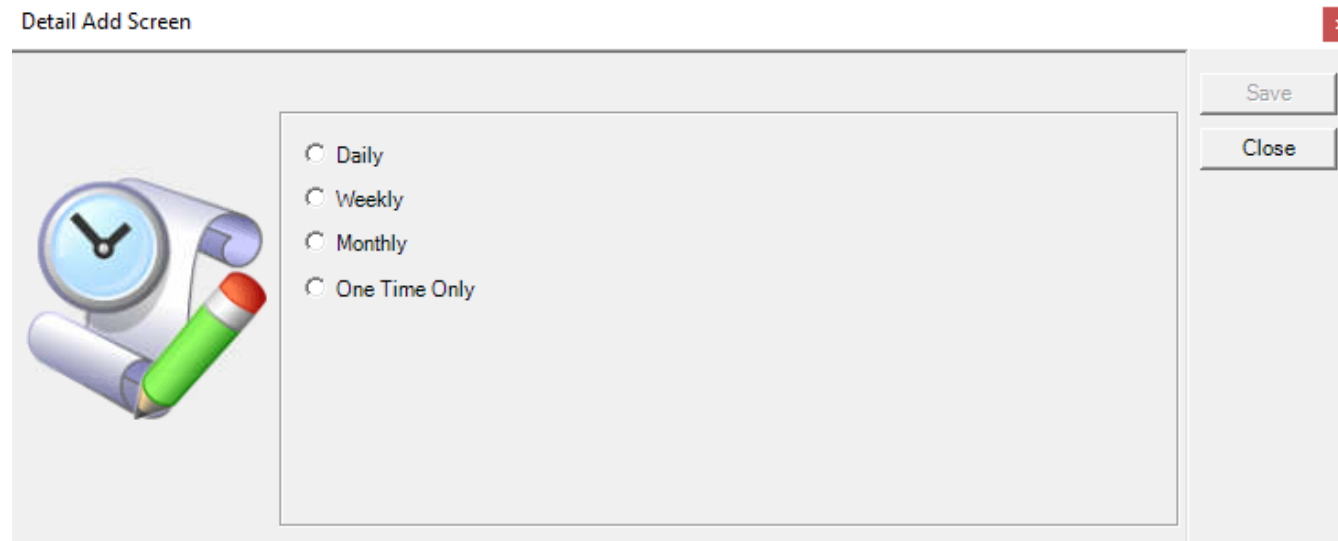 Detail Add Screen
Save
Close
Daily
Weekly
Monthly
One Time Only